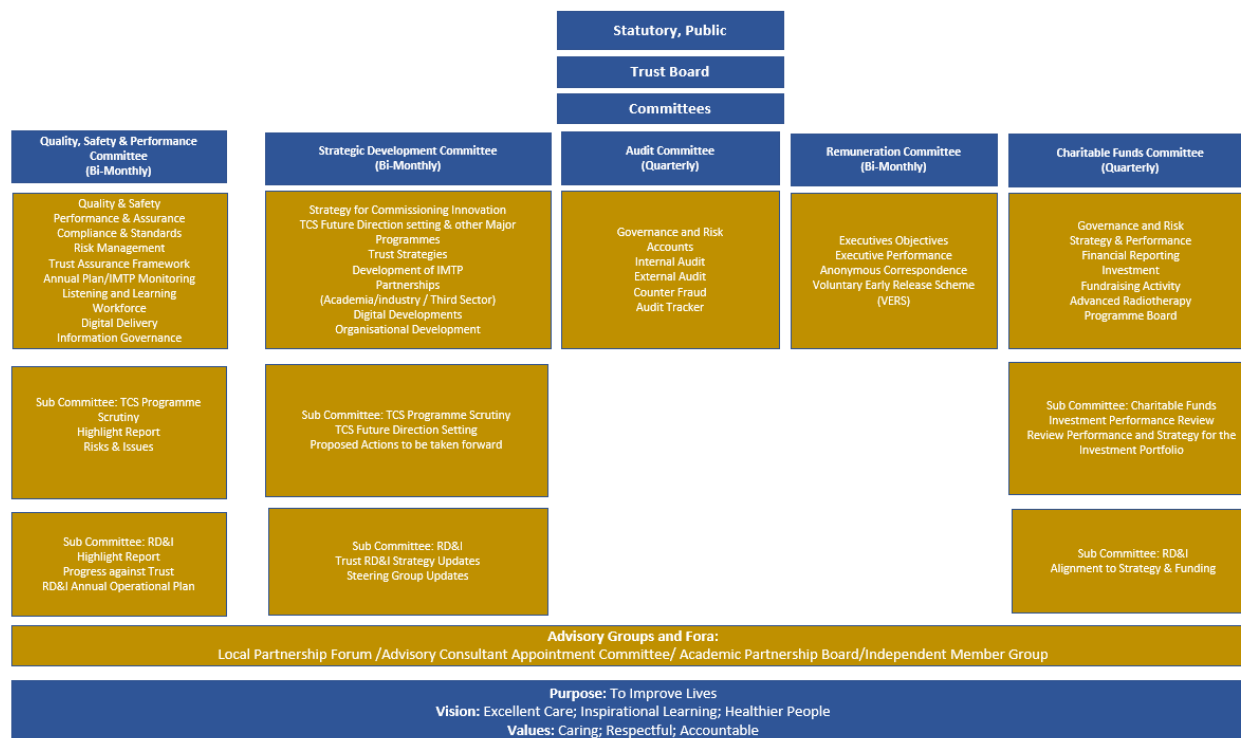 Statutory, Public
Trust Board
Committees
Quality, Safety & Performance
Committee
(Bi-Monthly)
Strategic Development Committee
(Bi-Monthly)
Audit Committee
(Quarterly)
Remuneration Committee
(Bi-Monthly)
Charitable Funds Committee
(Quarterly)
Quality & Safety
Performance & Assurance
Compliance & Standards
Risk Management
Trust Assurance Framework
Annual Plan/IMTP Monitoring
Listening and Learning
Workforce
Digital Delivery
Information Governance
Strategy for Commissioning Innovation
TCS Future Direction setting & other Major
Programmes
Trust Strategies
Development of IMTP
Partnerships
(Academia/industry / Third Sector)
Digital Developments
Organisational Development
Governance and Risk
Accounts
Internal Audit
External Audit
Counter Fraud
Audit Tracker
Executives Objectives
Executive Performance
Anonymous Correspondence
Voluntary Early Release Scheme
(VERS)
Governance and Risk
Strategy & Performance
Financial Reporting
Investment
Fundraising Activity
Advanced Radiotherapy
Programme Board
Sub Committee: TCS Programme
Scrutiny
Highlight Report
Risks & Issues
Sub Committee: TCS Programme Scrutiny
TCS Future Direction Setting
Proposed Actions to be taken forward
Sub Committee: Charitable Funds
Investment Performance Review
Review Performance and Strategy for the
Investment Portfolio
Sub Committee: RD&I
Highlight Report
Progress against Trust
RD&I Annual Operational Plan
Sub Committee: RD&I
Trust RD&I Strategy Updates
Steering Group Updates
Sub Committee: RD&I
Alignment to Strategy & Funding
Advisory Groups and Fora:
Local Partnership Forum /Advisory Consultant Appointment Committee/ Academic Partnership Board/Independent Member Group
Purpose: To Improve Lives
Vision: Excellent Care; Inspirational Learning; Healthier People
Values: Caring; Respectful; Accountable